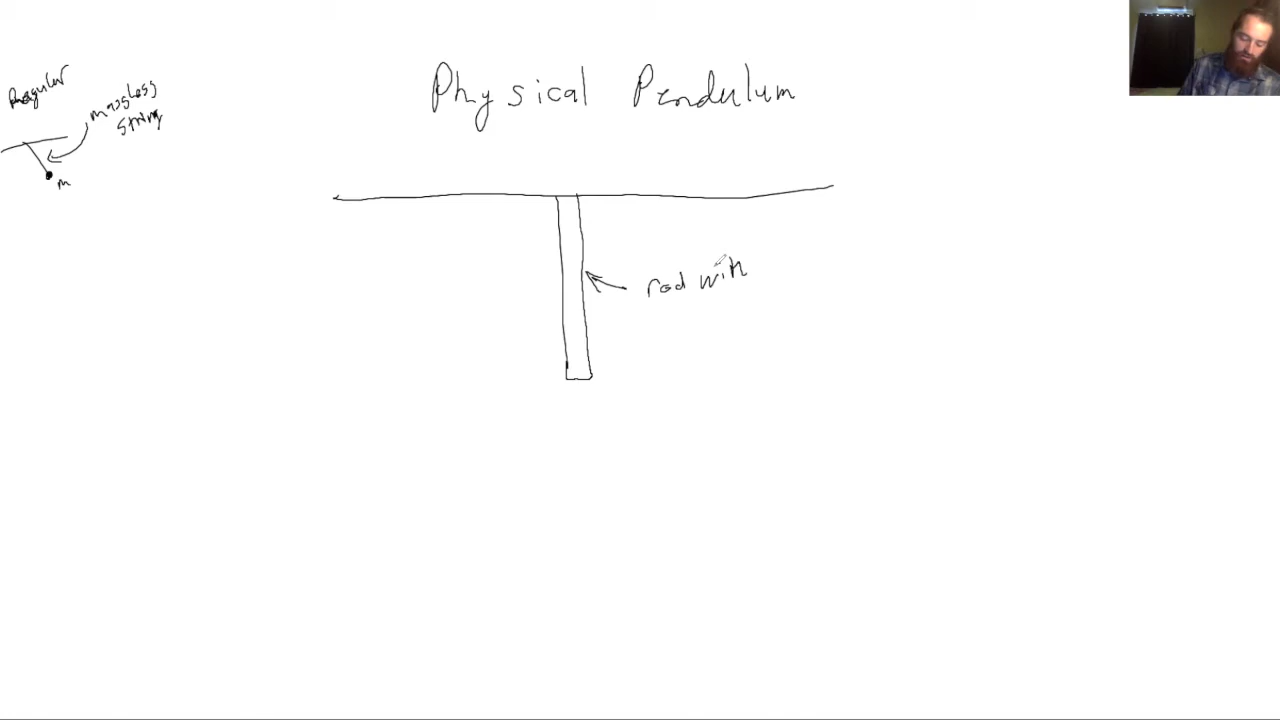 Physical Pendulum
Regular
massless
string
m
rod with